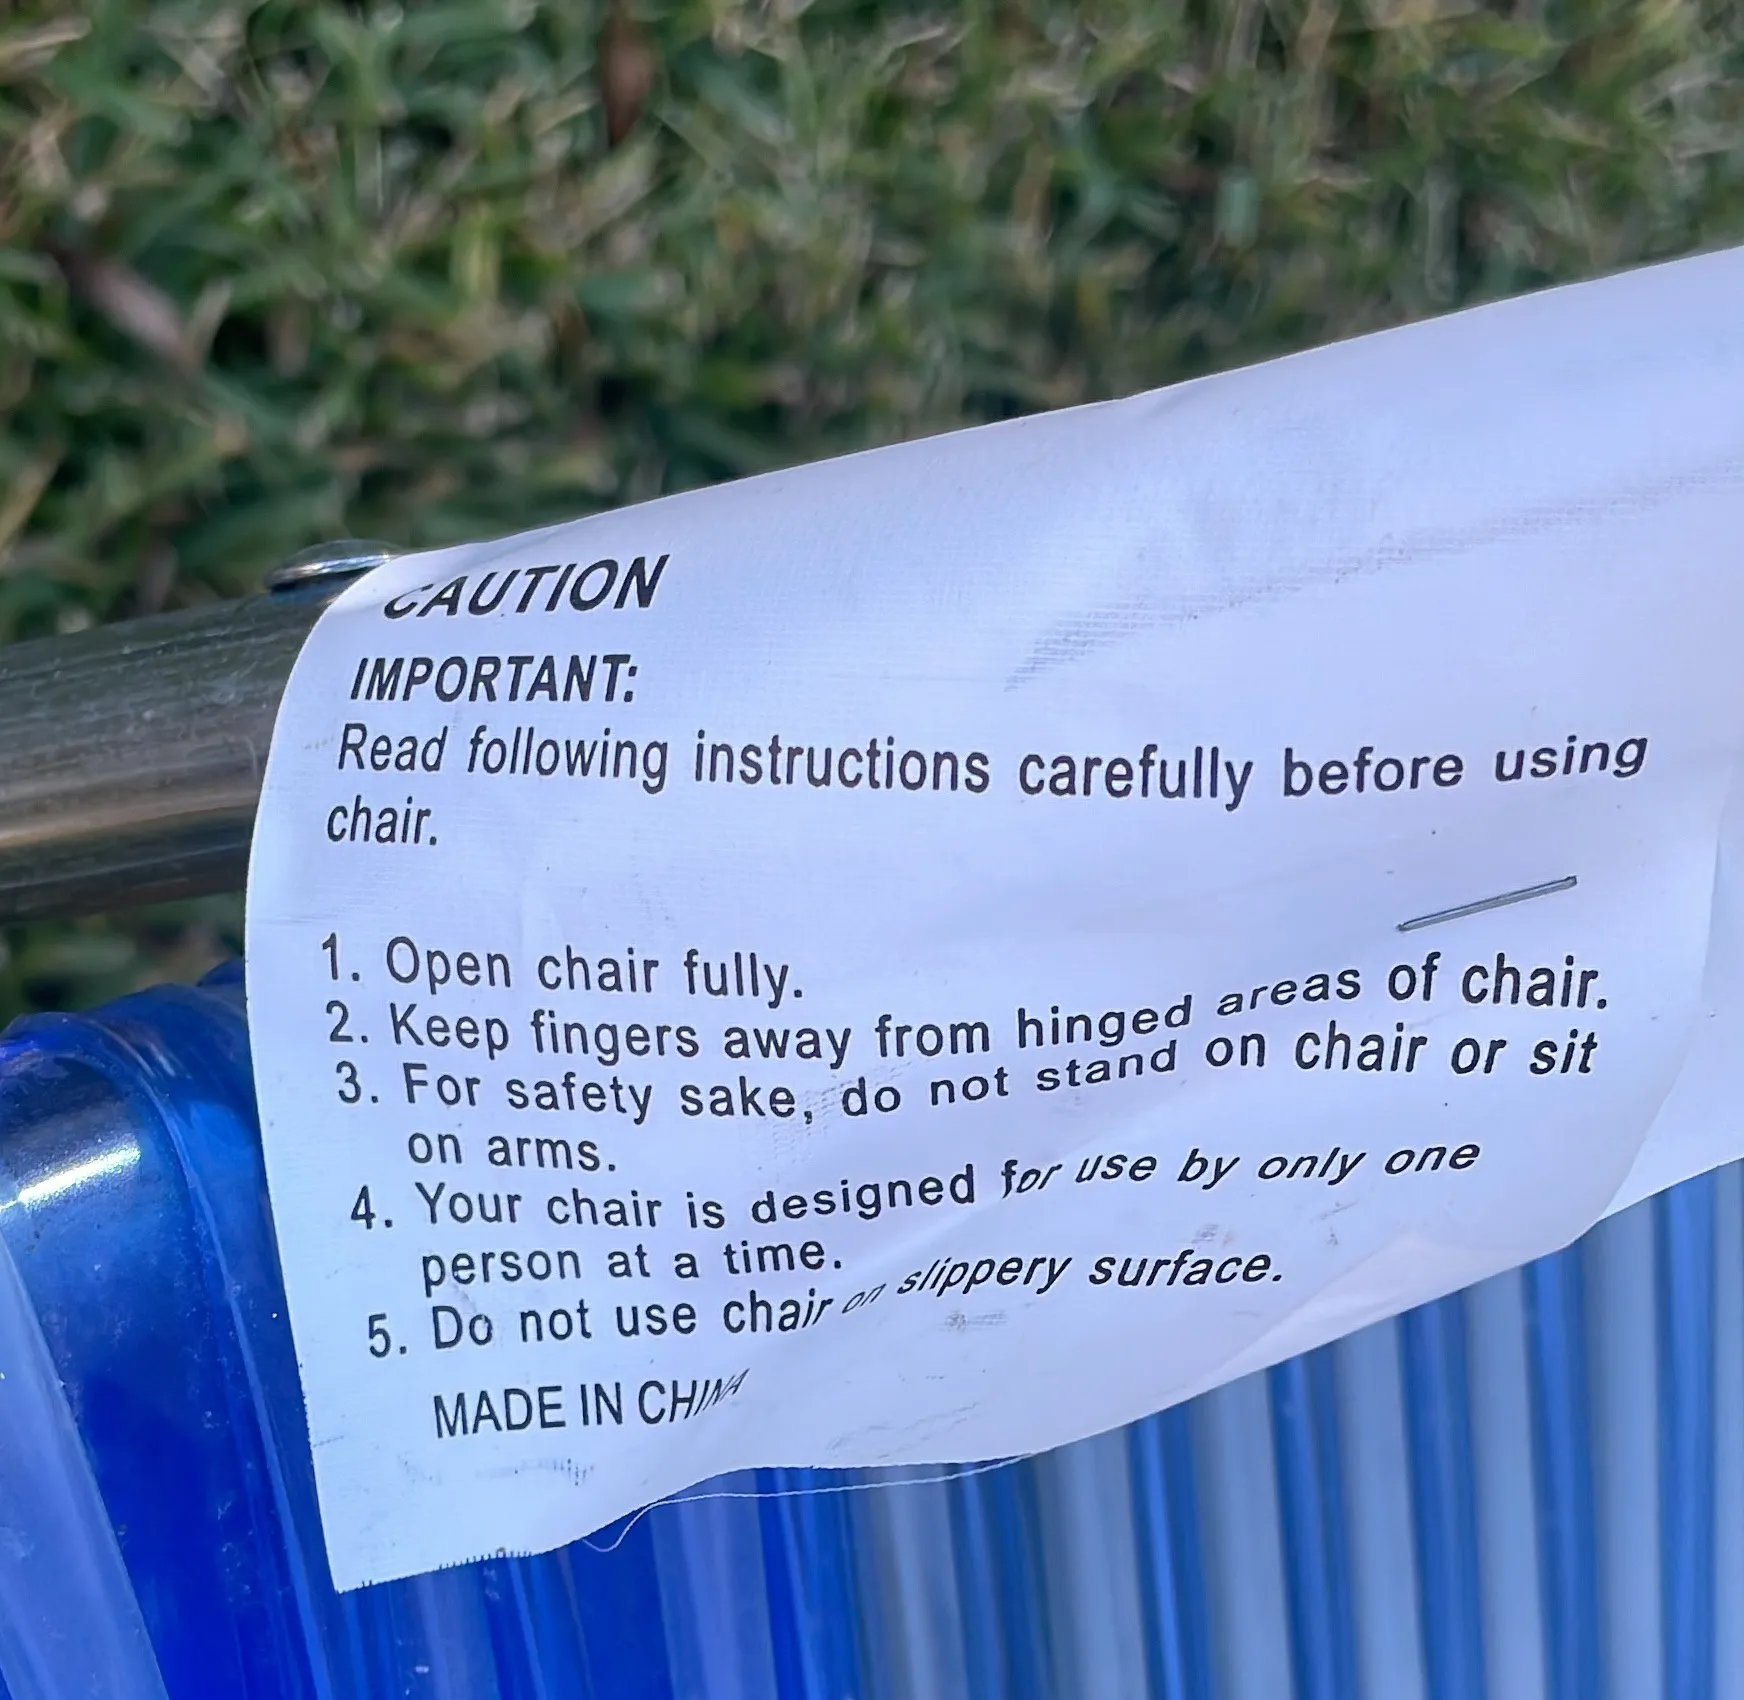 CAUTION
IMPORTANT:
Read following instructions carefully before using
chair.
1. Open chair fully.
2. Keep fingers away from hinged areas of chair.
3. For safety sake, do not stand on chair or sit
on arms.
4. Your chair is designed for use by only one
person at a time.
5. Do not use chair on slippery surface.
MADE IN CHINA